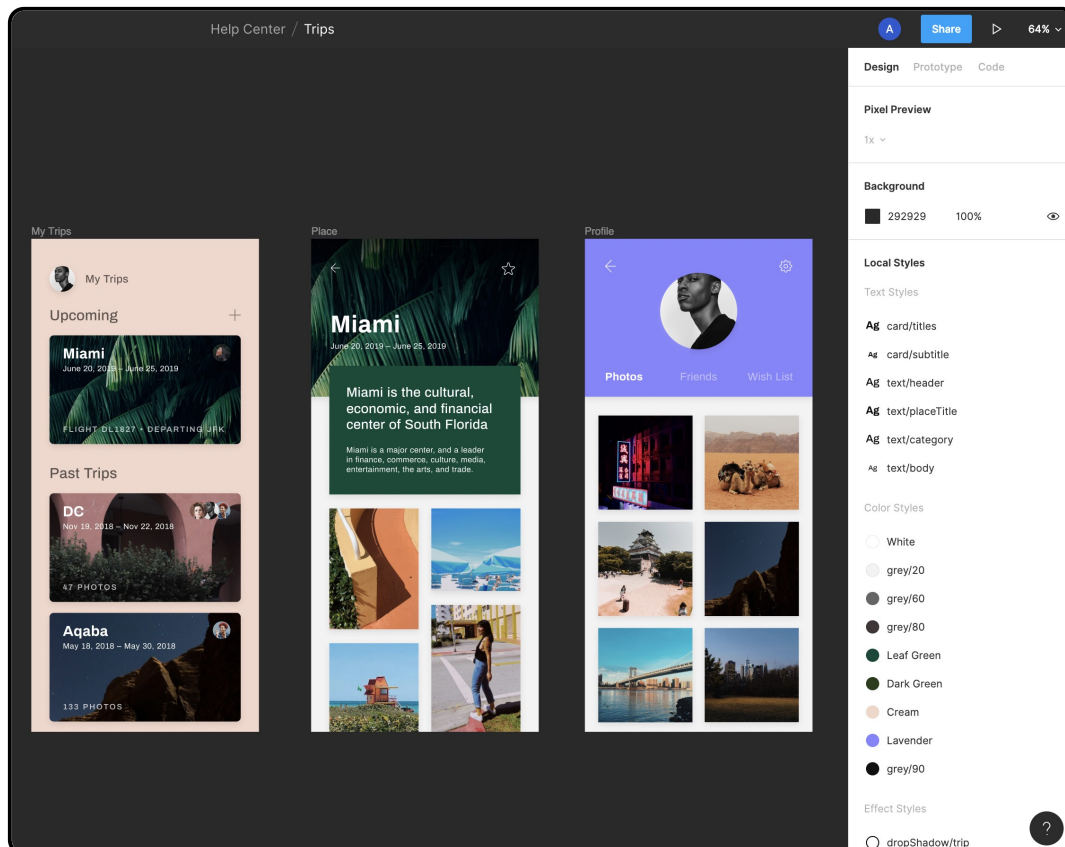 Help Center / Trips
A
Share
64%
Design Prototype Code
Pixel Preview
1x
Background
292929 100%
Local Styles
Text Styles
Ag card/titles
Ag card/subtitle
Ag text/header
Ag text/placeTitle
Ag text/category
Ag text/body
Color Styles
White
grey/20
grey/60
grey/80
Leaf Green
Dark Green
Cream
Lavender
grey/90
Effect Styles
dropShadow/trip
?
My Trips
My Trips
Upcoming
Miami
June 20, 2019 – June 25, 2019
FLIGHT DL1827 • DEPARTING JFK
Past Trips
DC
Nov 19, 2018 – Nov 22, 2018
47 PHOTOS
Aqaba
May 18, 2018 – May 30, 2018
133 PHOTOS
Place
Miami
June 20, 2019 – June 25, 2019
Miami is the cultural,
economic, and financial
center of South Florida
Miami is a major center, and a leader
in finance, commerce, culture, media,
entertainment, the arts, and trade.
Profile
Photos Friends Wish List